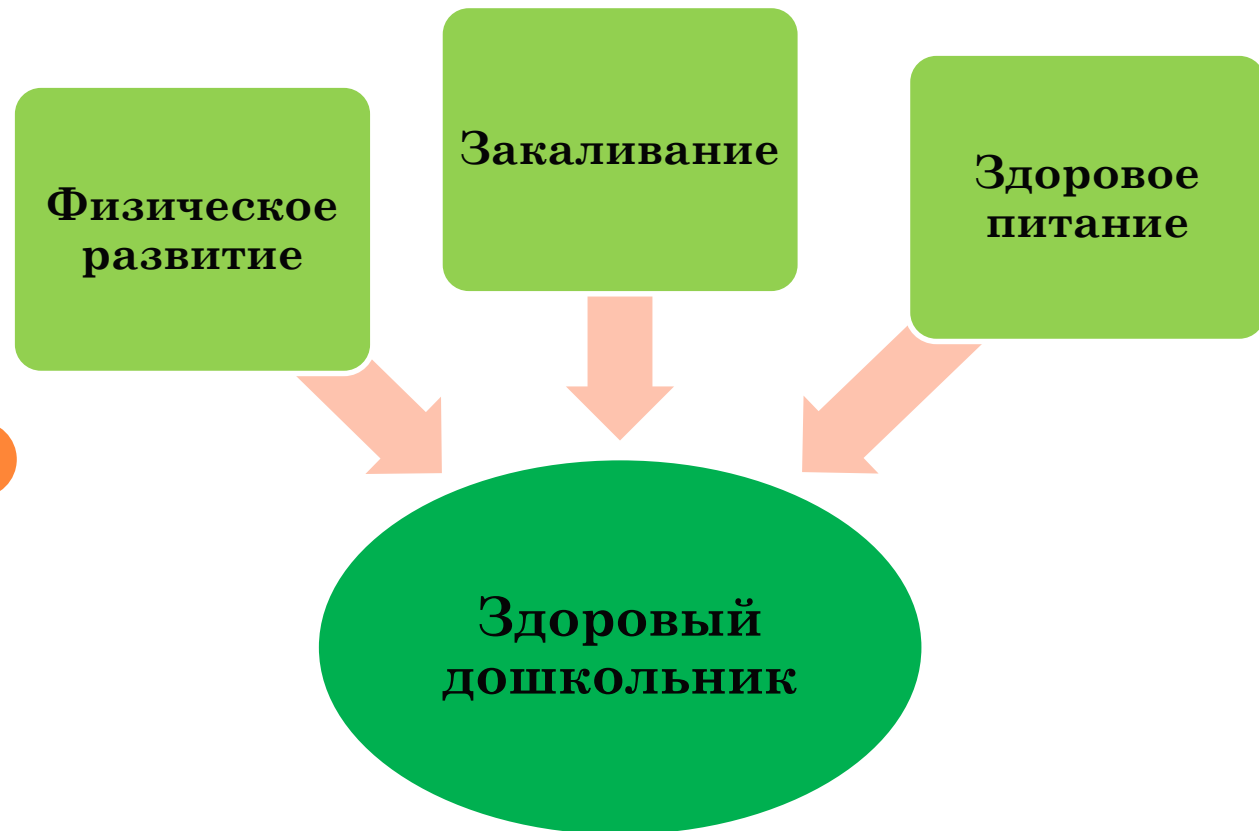 Физическое
развитие
Закаливание
Здоровое
питание
Здоровый
дошкольник